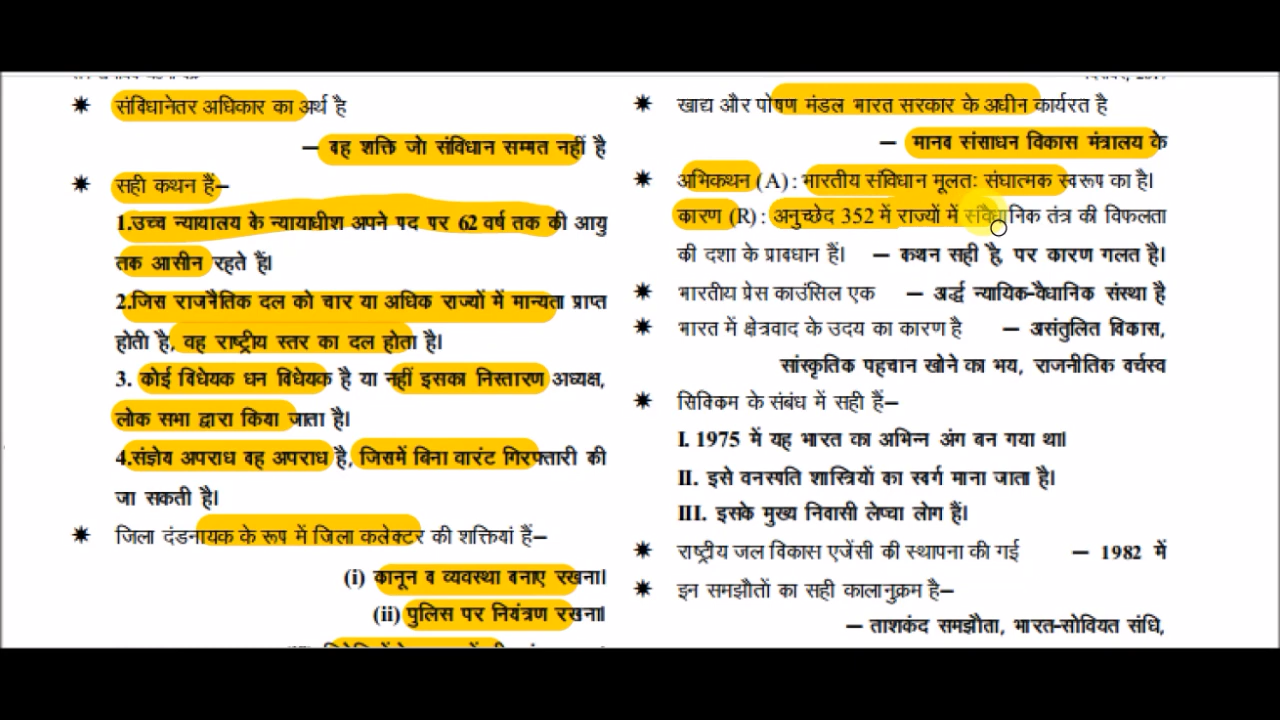 ✷ संविधानेतर अधिकार का अर्थ है
– वह शक्ति जो संविधान सम्मत नहीं है
✷ सही कथन हैं–
1.उच्च न्यायालय के न्यायाधीश अपने पद पर 62 वर्ष तक की आयु
तक आसीन रहते हैं।
2.जिस राजनैतिक दल को चार या अधिक राज्यों में मान्यता प्राप्त
होती है, वह राष्ट्रीय स्तर का दल होता है।
3. कोई विधेयक धन विधेयक है या नहीं इसका निस्तारण अध्यक्ष,
लोक सभा द्वारा किया जाता है।
4.संज्ञेय अपराध वह अपराध है, जिसमें बिना वारंट गिरफ्तारी की
जा सकती है।
✷ जिला दंडनायक के रूप में जिला कलेक्टर की शक्तियां हैं–
(i) कानून व व्यवस्था बनाए रखना।
(ii) पुलिस पर नियंत्रण रखना।
✷ खाद्य और पोषण मंडल भारत सरकार के अधीन कार्यरत है
– मानव संसाधन विकास मंत्रालय के
✷ अभिकथन (A) : भारतीय संविधान मूलतः संघात्मक स्वरूप का है।
कारण (R) : अनुच्छेद 352 में राज्यों में संवैधानिक तंत्र की विफलता
की दशा के प्रावधान हैं। – कथन सही है, पर कारण गलत है।
✷ भारतीय प्रेस काउंसिल एक – अर्द्ध न्यायिक-वैधानिक संस्था है
✷ भारत में क्षेत्रवाद के उदय का कारण है – असंतुलित विकास,
सांस्कृतिक पहचान खोने का भय, राजनीतिक वर्चस्व
✷ सिक्किम के संबंध में सही हैं–
I. 1975 में यह भारत का अभिन्न अंग बन गया था।
II. इसे वनस्पति शास्त्रियों का स्वर्ग माना जाता है।
III. इसके मुख्य निवासी लेप्चा लोग हैं।
✷ राष्ट्रीय जल विकास एजेंसी की स्थापना की गई – 1982 में
✷ इन समझौतों का सही कालानुक्रम है–
– ताशकंद समझौता, भारत-सोवियत संधि,